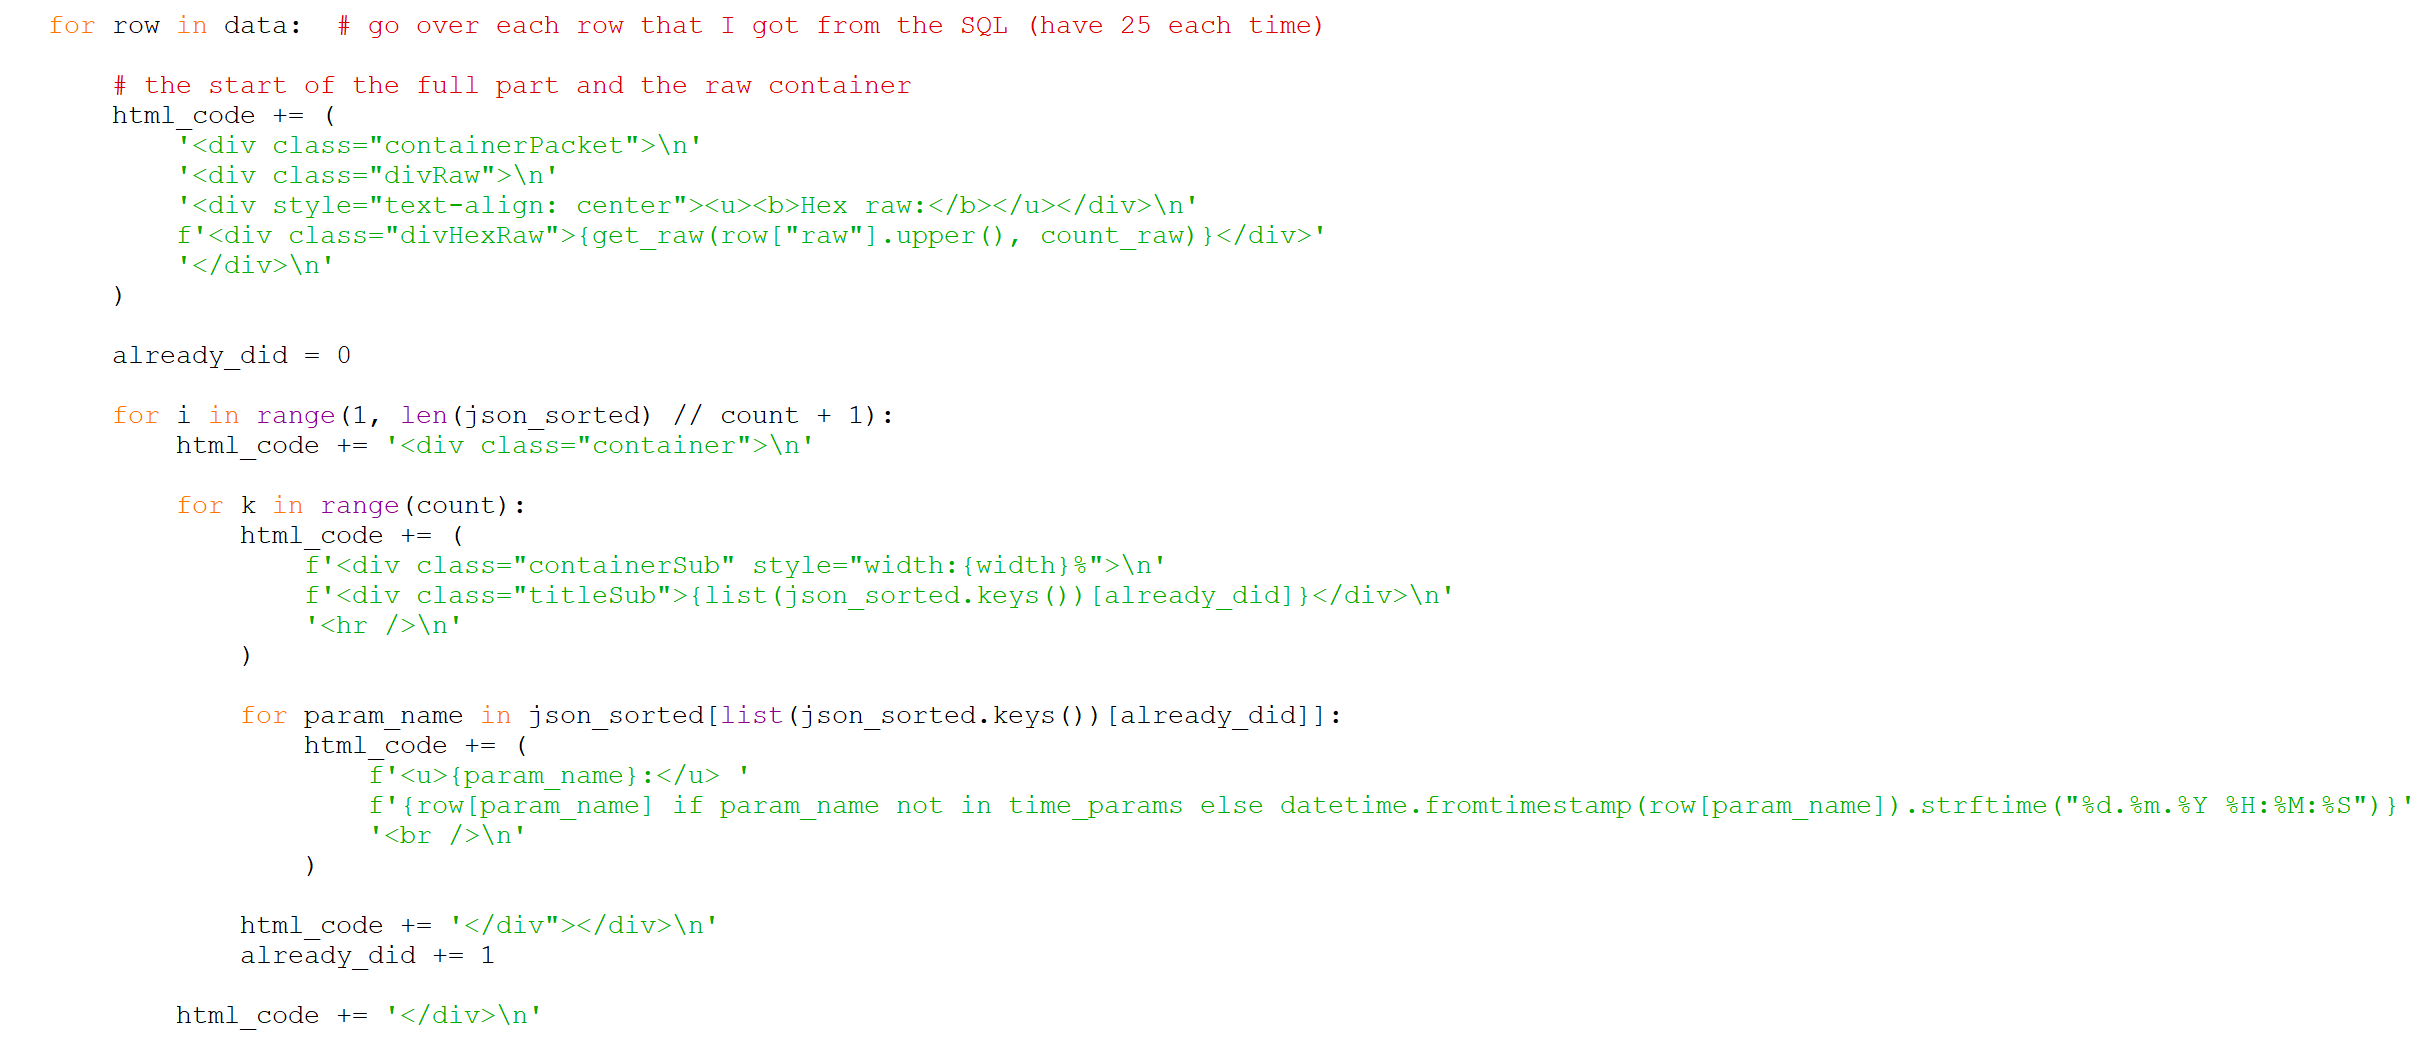 for row in data:  # go over each row that I got from the SQL (have 25 each time)
# the start of the full part and the raw container
html_code += (
'<div class="containerPacket">\n'
'<div class="divRaw">\n'
'<div style="text-align: center"><u><b>Hex raw:</b></u></div>\n'
f'<div class="divHexRaw">{get_raw(row["raw"].upper(), count_raw)}</div>'
'</div>\n'
)
already_did = 0
for i in range(1, len(json_sorted) // count + 1):
html_code += '<div class="container">\n'
for k in range(count):
html_code += (
f'<div class="containerSub" style="width:{width}%">\n'
f'<div class="titleSub">{list(json_sorted.keys())[already_did]}</div>\n'
'<hr />\n'
)
for param_name in json_sorted[list(json_sorted.keys())[already_did]]:
html_code += (
f'<u>{param_name}:</u> '
f'{row[param_name] if param_name not in time_params else datetime.fromtimestamp(row[param_name]).strftime("%d.%m.%Y %H:%M:%S")}'
'<br />\n'
)
html_code += '</div"></div>\n'
already_did += 1
html_code += '</div>\n'